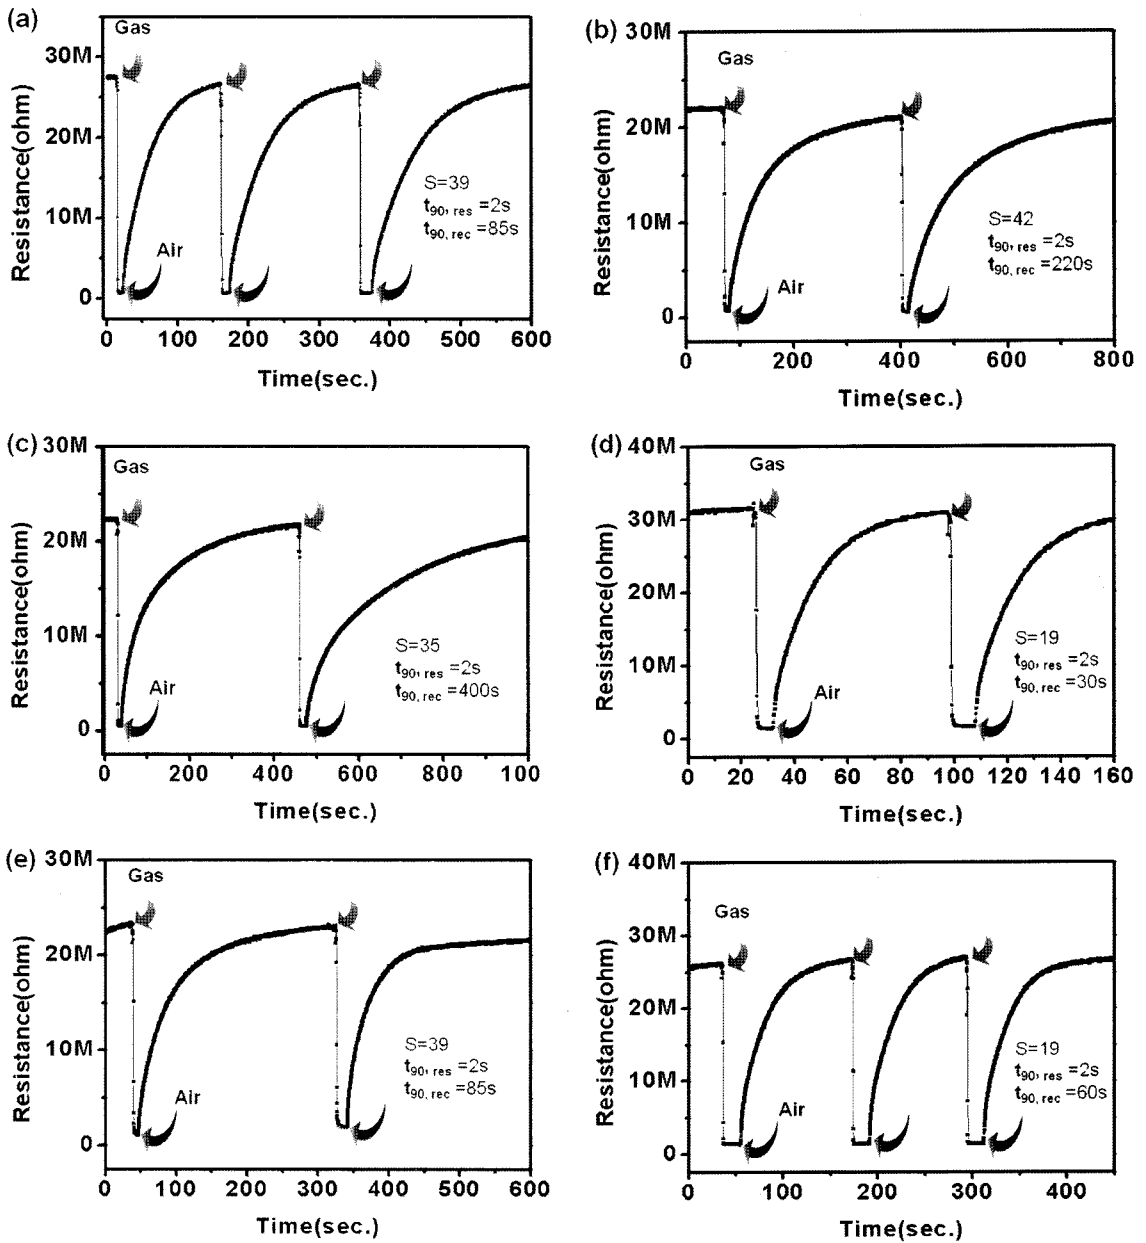 (a)
Gas
30M
20M
10M
0
Resistance(ohm)
S=39
t90, res =2s
t90, rec =85s
Air
0 100 200 300 400 500 600
Time(sec.)
(b)
Gas
30M
20M
10M
0
Resistance(ohm)
S=42
t90, res =2s
t90, rec =220s
Air
0 200 400 600 800
Time(sec.)
(c)
Gas
30M
20M
10M
0
Resistance(ohm)
S=35
t90, res =2s
t90, rec =400s
Air
0 200 400 600 800 1000
Time(sec.)
(d)
Gas
40M
30M
20M
10M
0
Resistance(ohm)
S=19
t90, res =2s
t90, rec =30s
Air
0 20 40 60 80 100 120 140 160
Time(sec.)
(e)
Gas
30M
20M
10M
0
Resistance(ohm)
S=39
t90, res =2s
t90, rec =85s
Air
0 100 200 300 400 500 600
Time(sec.)
(f)
Gas
40M
30M
20M
10M
0
Resistance(ohm)
S=19
t90, res =2s
t90, rec =60s
Air
0 100 200 300 400
Time(sec.)